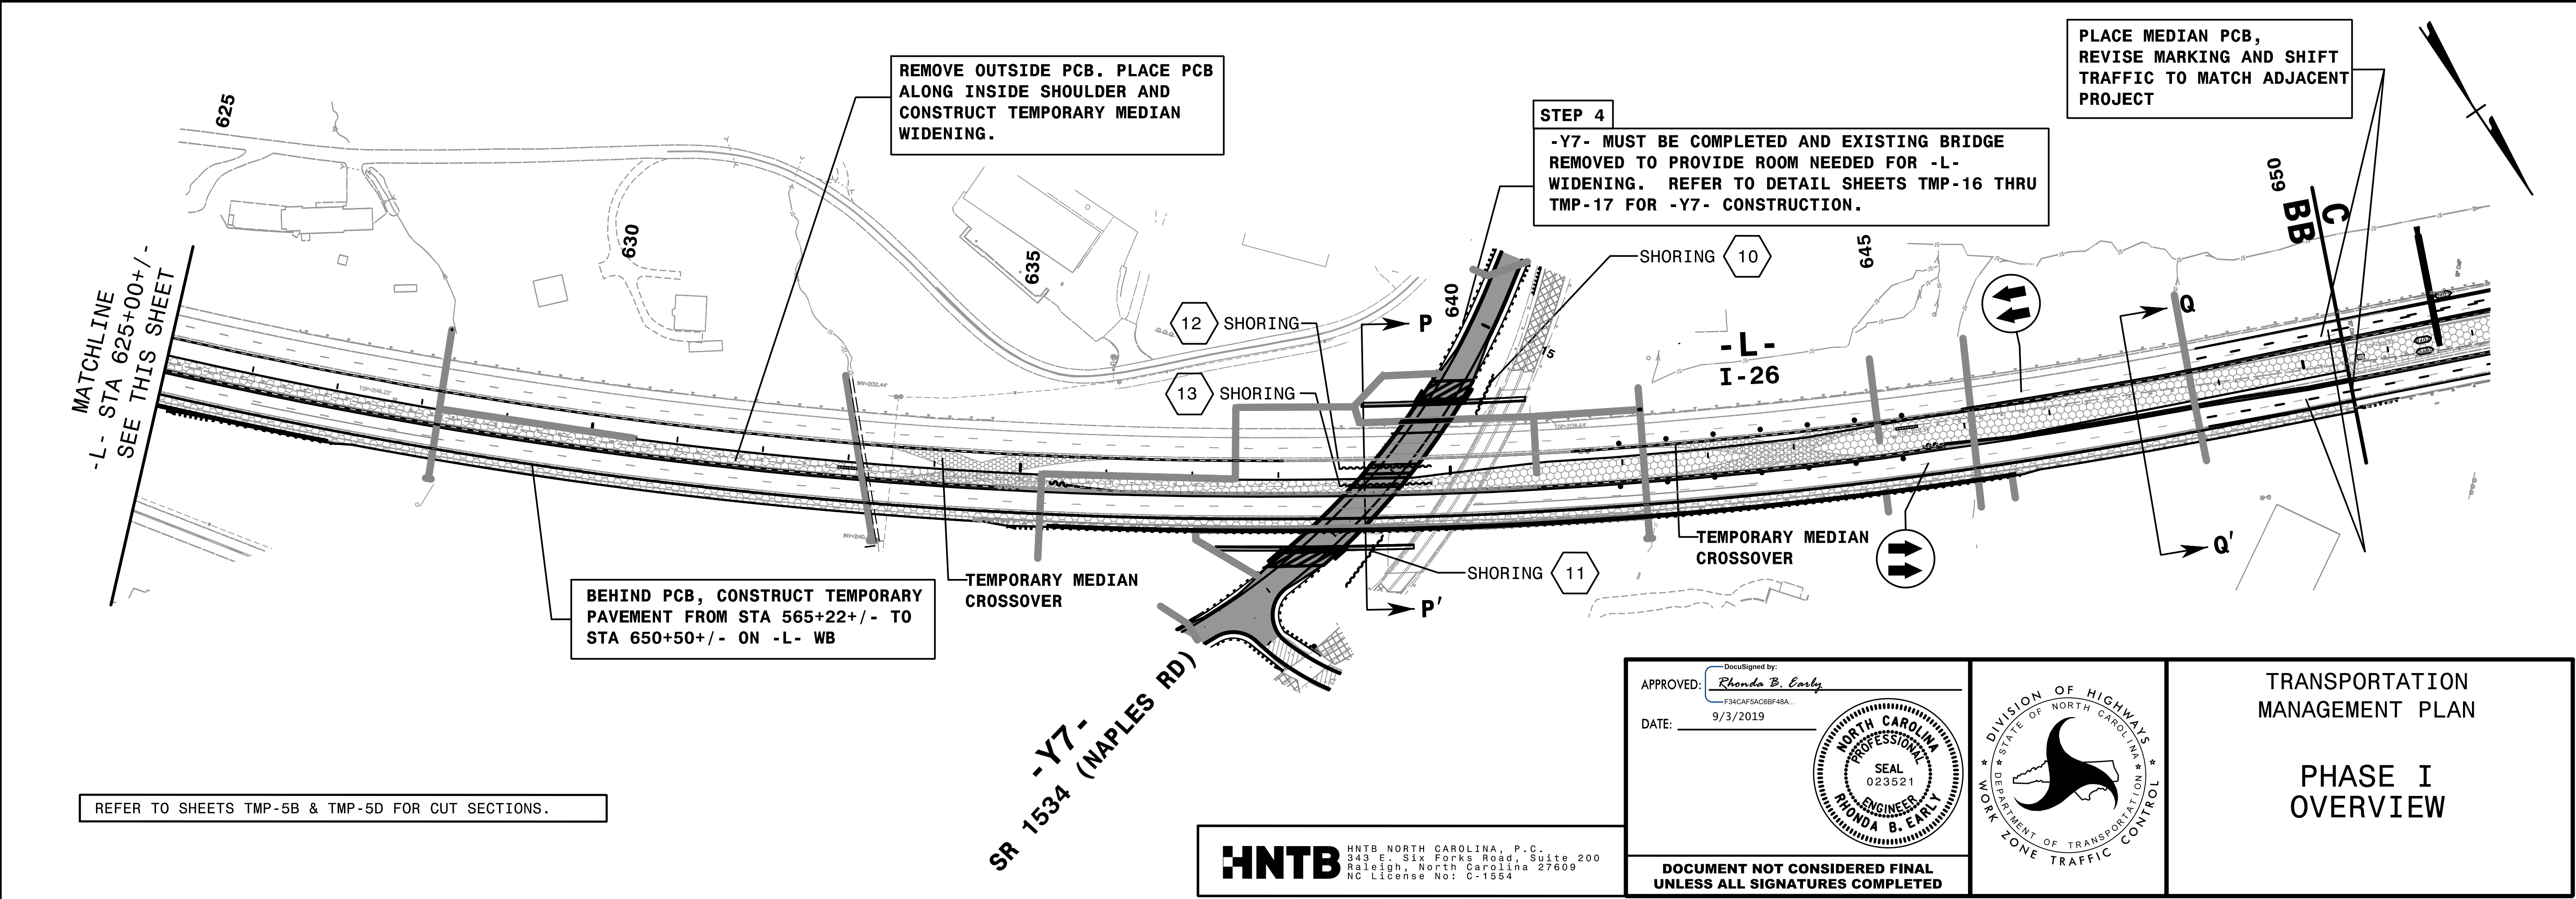 625
REMOVE OUTSIDE PCB. PLACE PCB
ALONG INSIDE SHOULDER AND
CONSTRUCT TEMPORARY MEDIAN
WIDENING.
STEP 4
-Y7- MUST BE COMPLETED AND EXISTING BRIDGE
REMOVED TO PROVIDE ROOM NEEDED FOR -L-
WIDENING. REFER TO DETAIL SHEETS TMP-16 THRU
TMP-17 FOR -Y7- CONSTRUCTION.
PLACE MEDIAN PCB,
REVISE MARKING AND SHIFT
TRAFFIC TO MATCH ADJACENT
PROJECT
630
635
640
645
650
C
BB
MATCHLINE
-L- STA 625+00+/-
SEE THIS SHEET
SHORING 10
12 SHORING
13 SHORING
P
Q
15
-L-
I-26
TEMPORARY MEDIAN
CROSSOVER
TEMPORARY MEDIAN
CROSSOVER
SHORING 11
P'
Q'
BEHIND PCB, CONSTRUCT TEMPORARY
PAVEMENT FROM STA 565+22+/- TO
STA 650+50+/- ON -L- WB
-Y7-
SR 1534 (NAPLES RD)
REFER TO SHEETS TMP-5B & TMP-5D FOR CUT SECTIONS.
HNTB
HNTB NORTH CAROLINA, P.C.
343 E. Six Forks Road, Suite 200
Raleigh, North Carolina 27609
NC License No: C-1554
DocuSigned by:
APPROVED: Rhonda B. Early
F34CAF5AC6BF48A...
DATE: 9/3/2019
NORTH CAROLINA
PROFESSIONAL
SEAL
023521
ENGINEER
RHONDA B. EARLY
DOCUMENT NOT CONSIDERED FINAL
UNLESS ALL SIGNATURES COMPLETED
DIVISION OF HIGHWAYS
STATE OF NORTH CAROLINA
DEPARTMENT OF TRANSPORTATION
WORK ZONE TRAFFIC CONTROL
TRANSPORTATION
MANAGEMENT PLAN
PHASE I
OVERVIEW